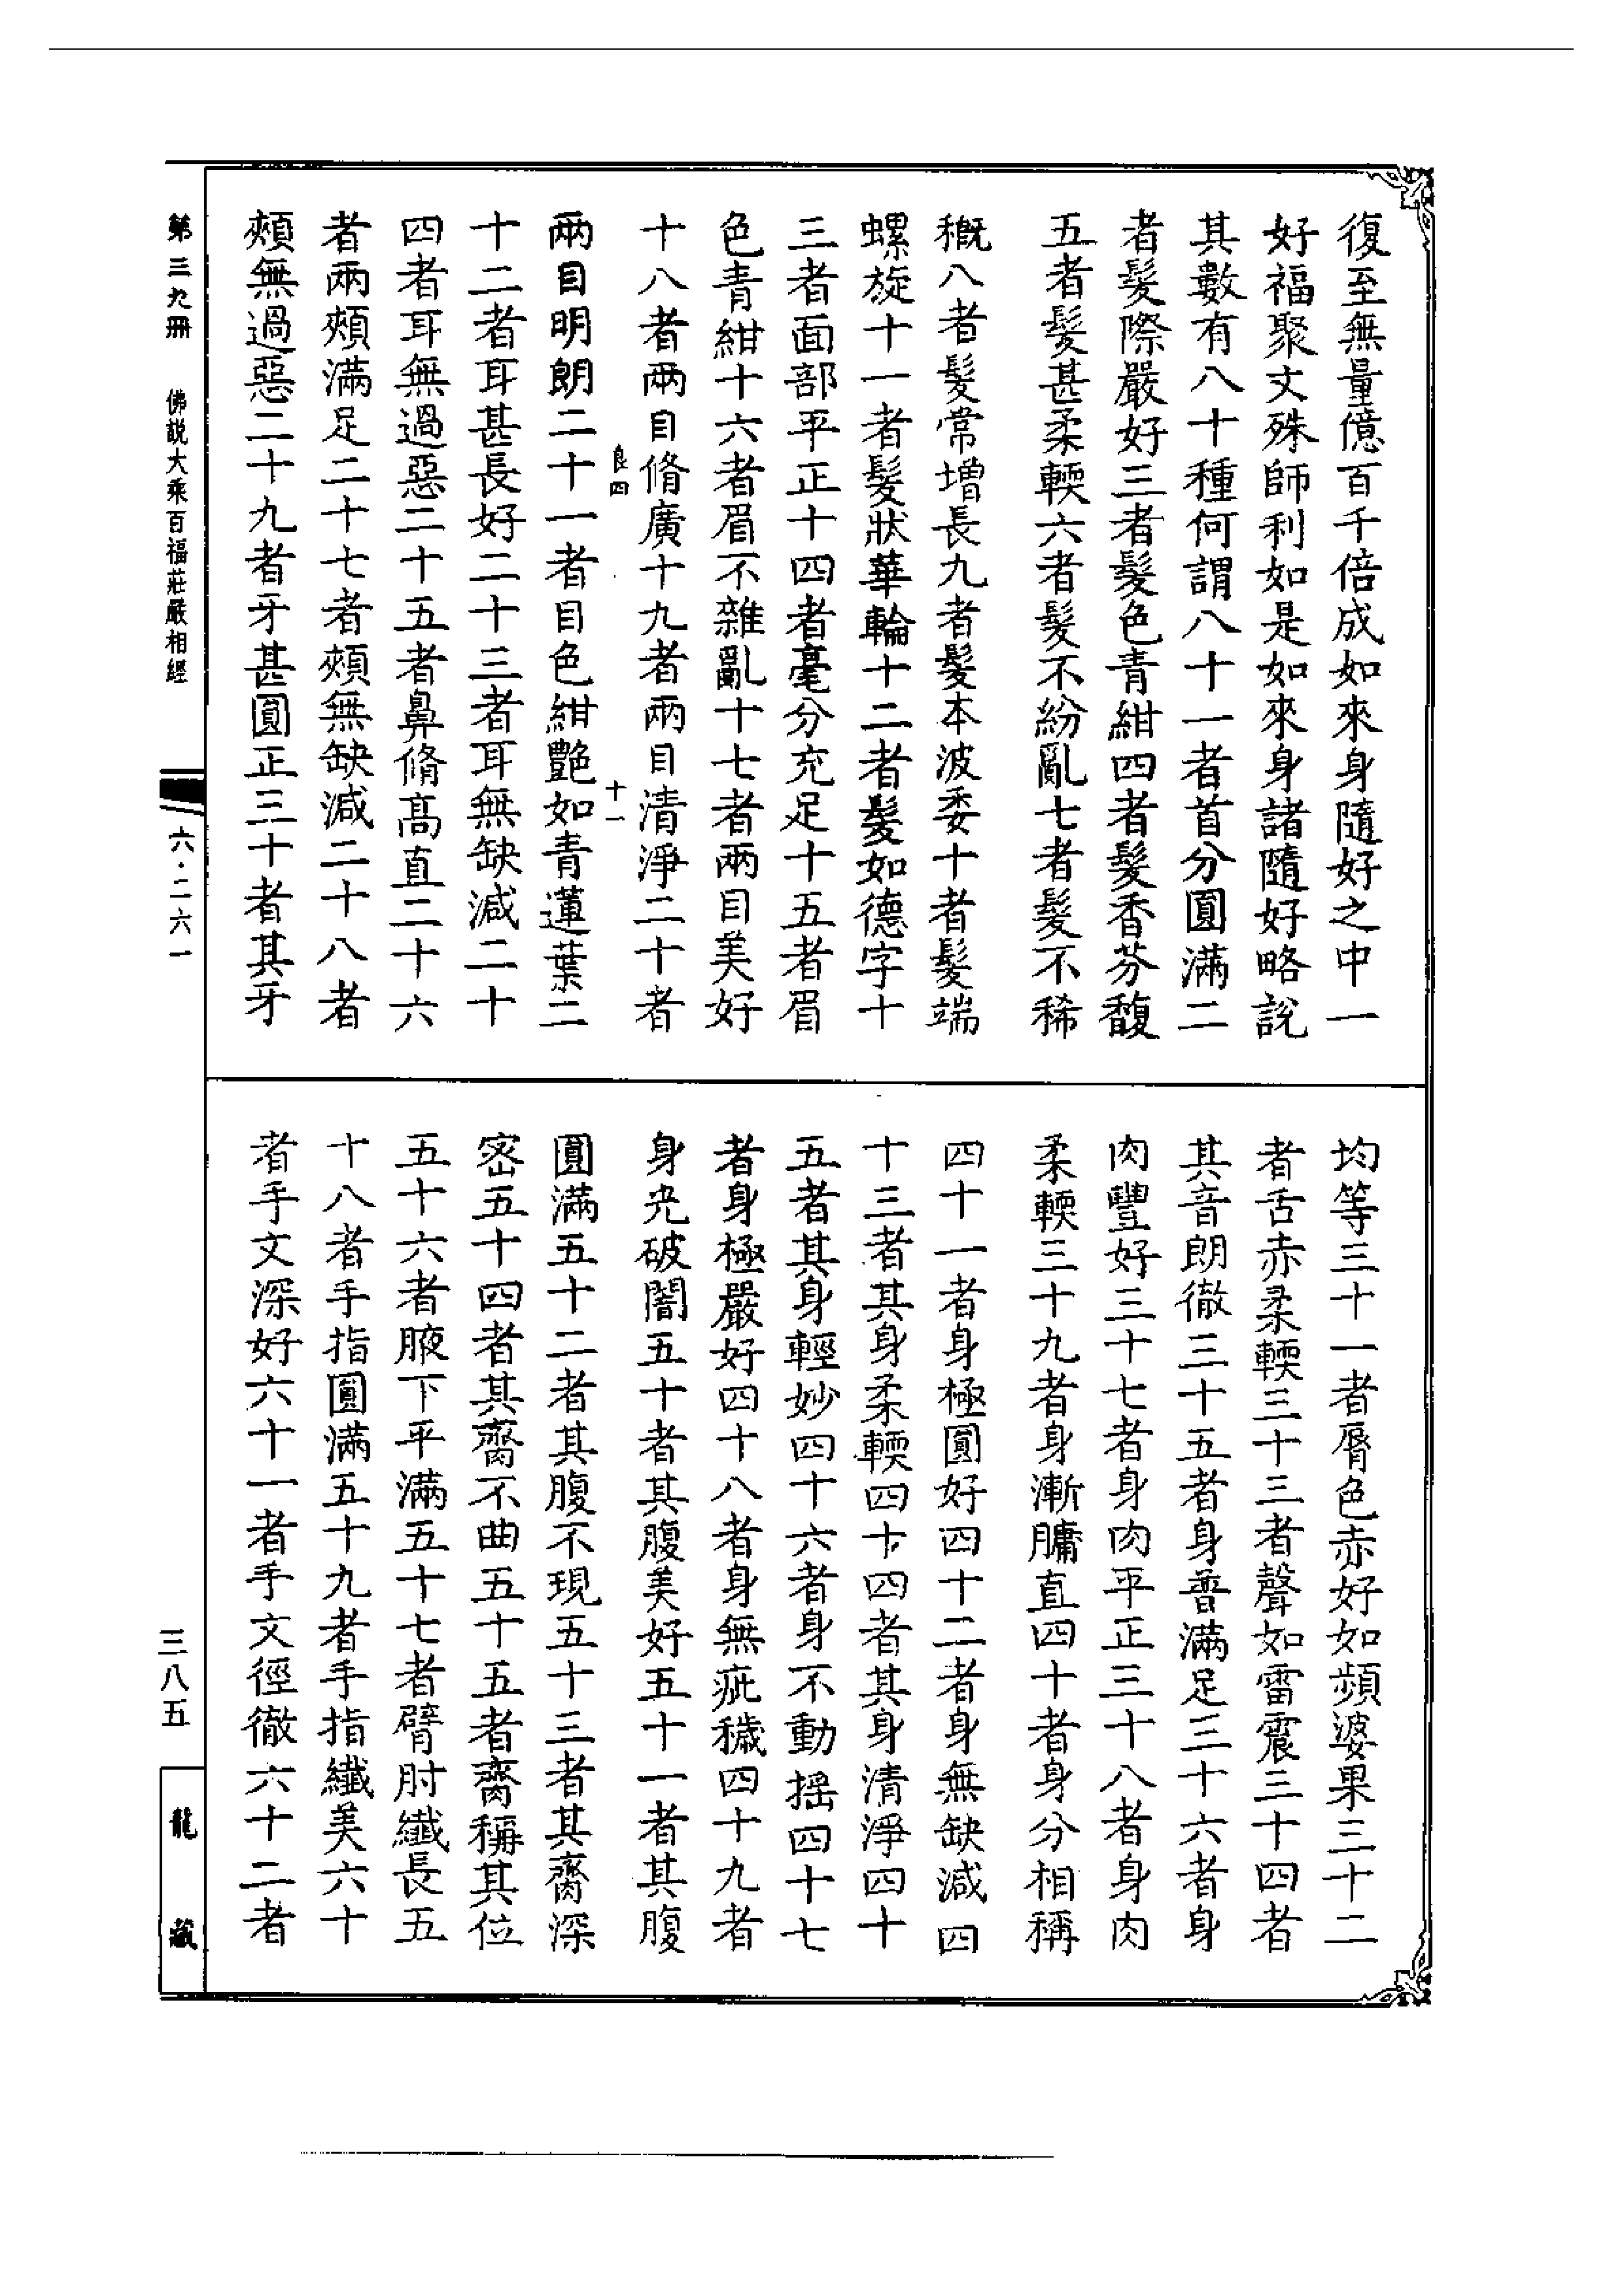 復至無量億百千倍成如來身隨好之中一
好福聚文殊師利如是如來身諸隨好略說
其數有八十種何謂八十一者首分圓滿二
者髮際嚴好三者髮色青紺四者髮香芬馥
五者髮甚柔輭六者髮不紛亂七者髮不稀
穊八者髮常增長九者髮本波委十者髮端
螺旋十一者髮狀華輪十二者髮如德字十
三者面部平正十四者毫分充足十五者眉
色青紺十六者眉不雜亂十七者兩目美好
十八者兩目脩廣十九者兩目清淨二十者
良四 十一
兩目明朗二十一者目色紺艷如青蓮葉二
十二者耳甚長好二十三者耳無缺減二十
四者耳無過惡二十五者鼻脩高直二十六
者兩頰滿足二十七者頰無缺減二十八者
頰無過惡二十九者牙甚圓正三十者其牙
均等三十一者脣色赤好如頻婆果三十二
者舌赤柔輭三十三者聲如雷震三十四者
其音朗徹三十五者身普滿足三十六者身
肉豐好三十七者身肉平正三十八者身肉
柔輭三十九者身漸𦟛直四十者身分相稱
四十一者身極圓好四十二者身無缺減四
十三者其身柔輭四十四者其身清淨四十
五者其身輕妙四十六者身不動搖四十七
者身極嚴好四十八者身無疵穢四十九者
身光破闇五十者其腹美好五十一者其腹
圓滿五十二者其腹不現五十三者其臍深
密五十四者其臍不曲五十五者臍稱其位
五十六者腋下平滿五十七者臂肘纖長五
十八者手指圓滿五十九者手指纖美六十
者手文深好六十一者手文徑徹六十二者
第三九冊 佛說大乘百福莊嚴相經 六·二六一 三八五 龍藏